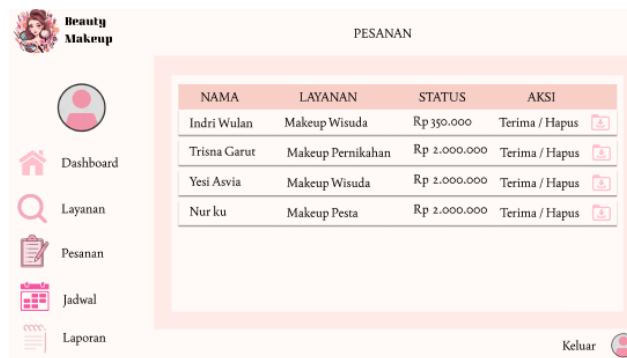 Beauty
Makeup
PESANAN
NAMA LAYANAN STATUS AKSI
Indri Wulan Makeup Wisuda Rp 350.000 Terima / Hapus
Trisna Garut Makeup Pernikahan Rp 2.000.000 Terima / Hapus
Yesi Asvia Makeup Wisuda Rp 2.000.000 Terima / Hapus
Nur ku Makeup Pesta Rp 2.000.000 Terima / Hapus
Dashboard
Layanan
Pesanan
Jadwal
Laporan
Keluar